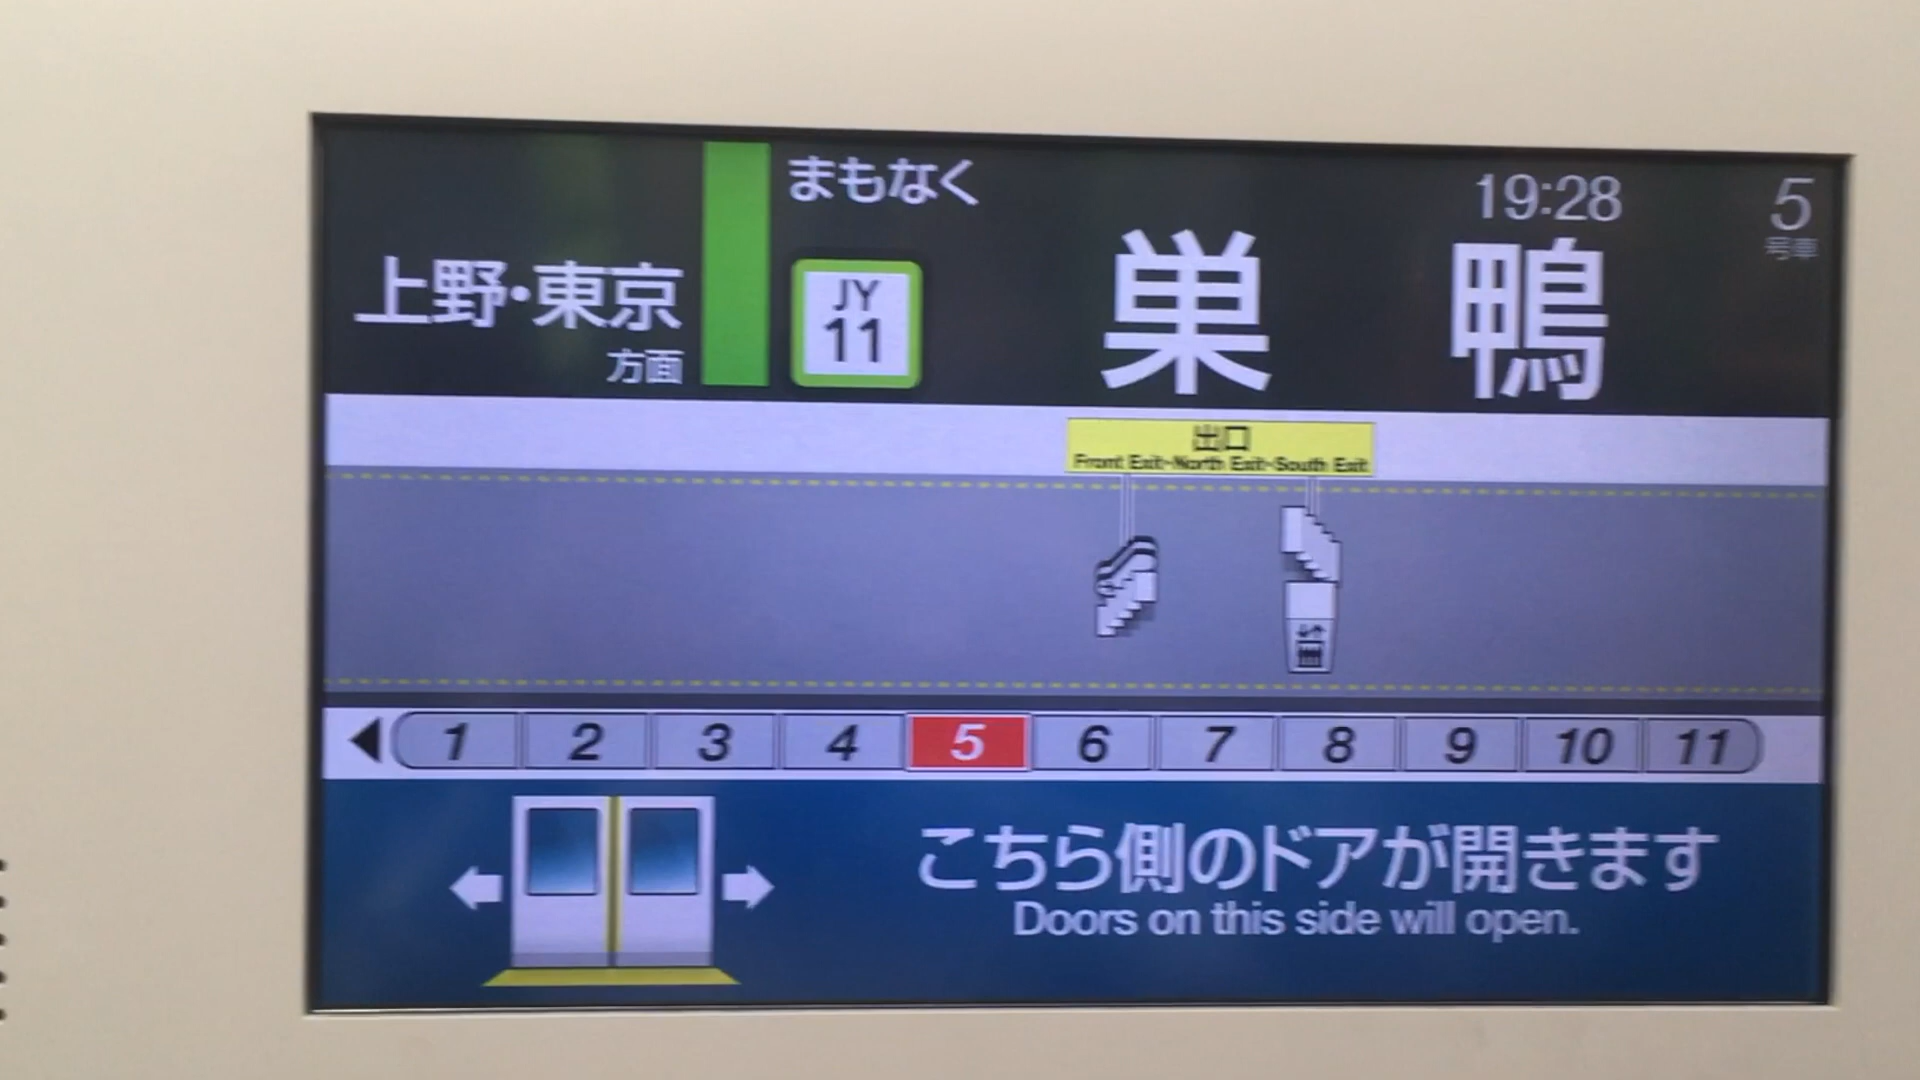 まもなく
19:28
5
号車
上野・東京
方面
JY
11
巣鴨
出口
Front Exit・North Exit・South Exit
1 2 3 4 5 6 7 8 9 10 11
こちら側のドアが開きます
Doors on this side will open.